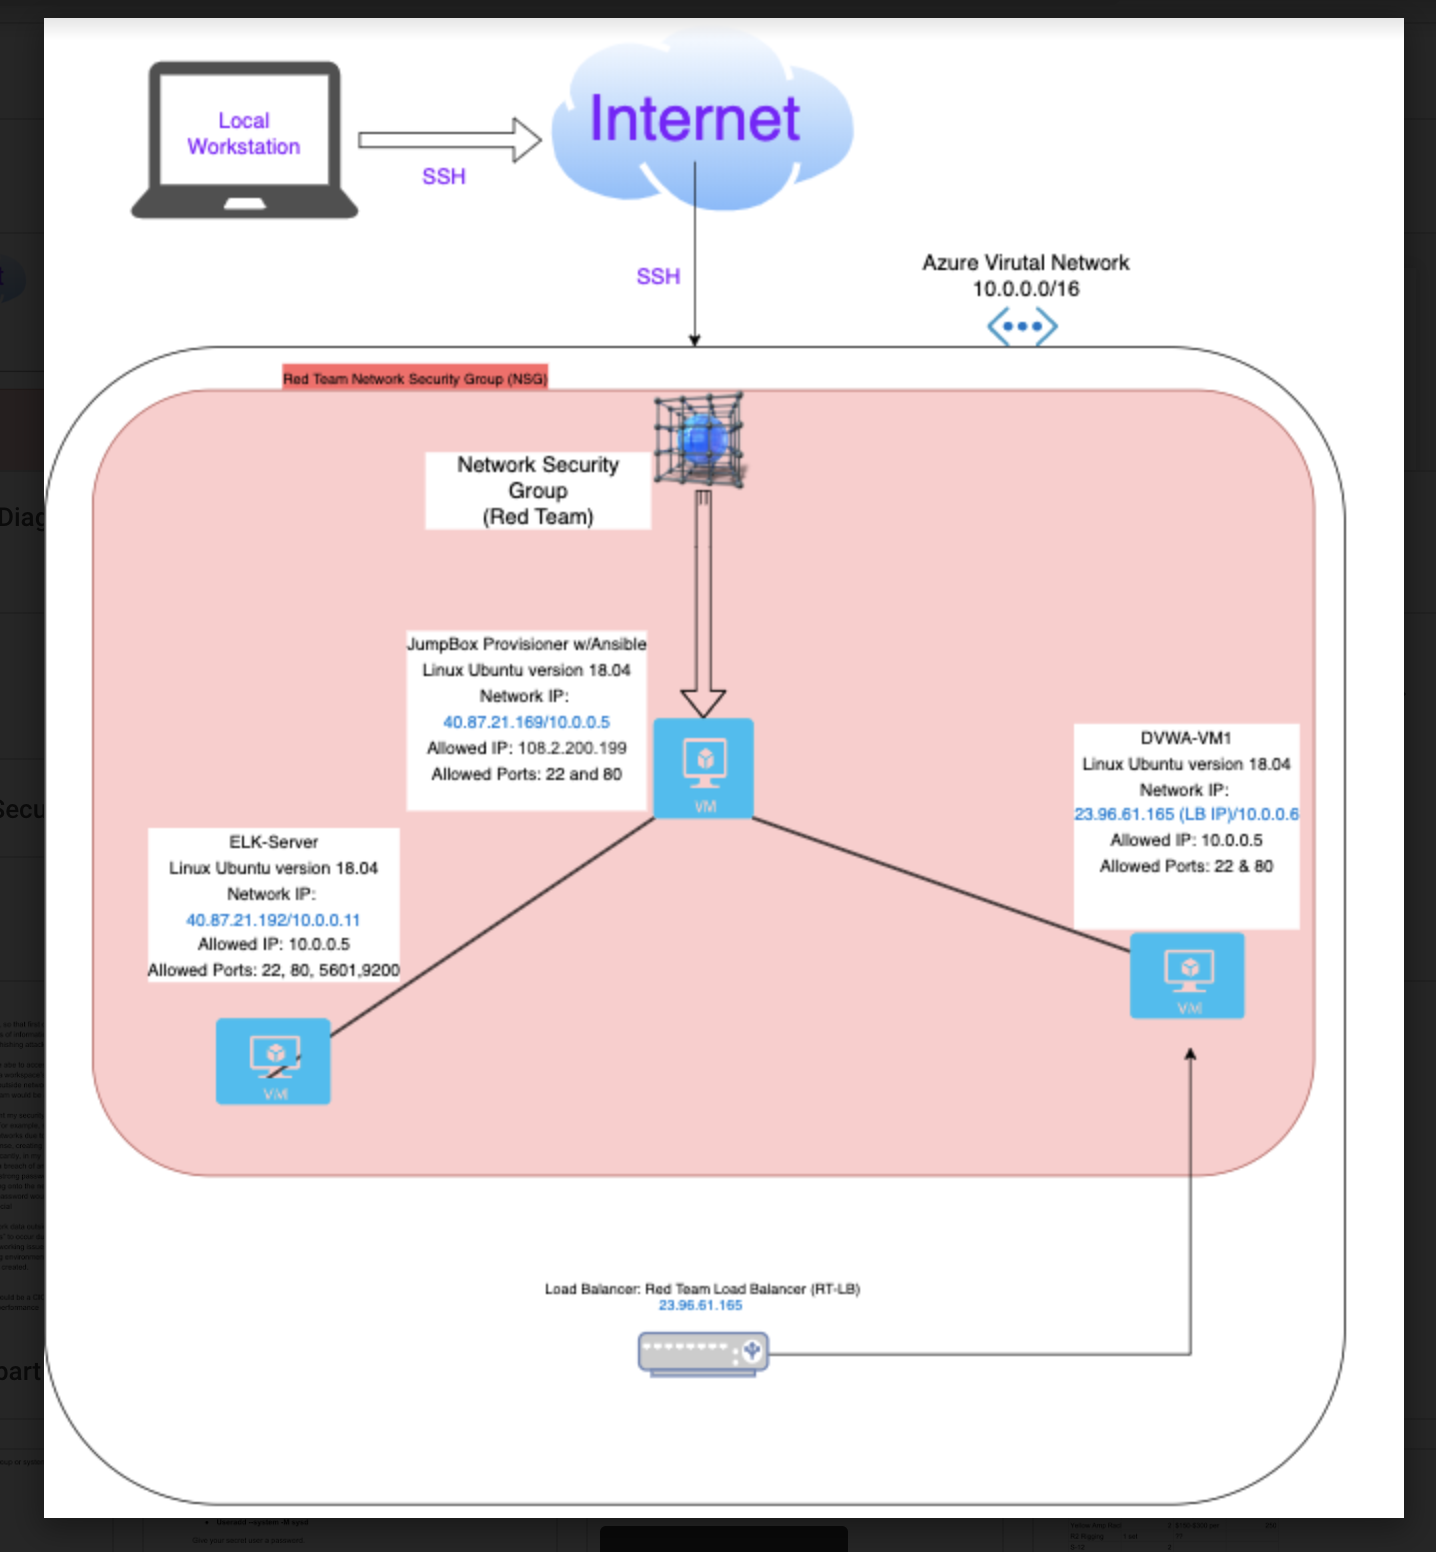 Local
Workstation
SSH
Internet
SSH
Azure Virutal Network
10.0.0.0/16
Red Team Network Security Group (NSG)
Network Security
Group
(Red Team)
JumpBox Provisioner w/Ansible
Linux Ubuntu version 18.04
Network IP:
40.87.21.169/10.0.0.5
Allowed IP: 108.2.200.199
Allowed Ports: 22 and 80
VM
DVWA-VM1
Linux Ubuntu version 18.04
Network IP:
23.96.61.165 (LB IP)/10.0.0.6
Allowed IP: 10.0.0.5
Allowed Ports: 22 & 80
VM
ELK-Server
Linux Ubuntu version 18.04
Network IP:
40.87.21.192/10.0.0.11
Allowed IP: 10.0.0.5
Allowed Ports: 22, 80, 5601,9200
VM
Load Balancer: Red Team Load Balancer (RT-LB)
23.96.61.165
Give your secret user a password